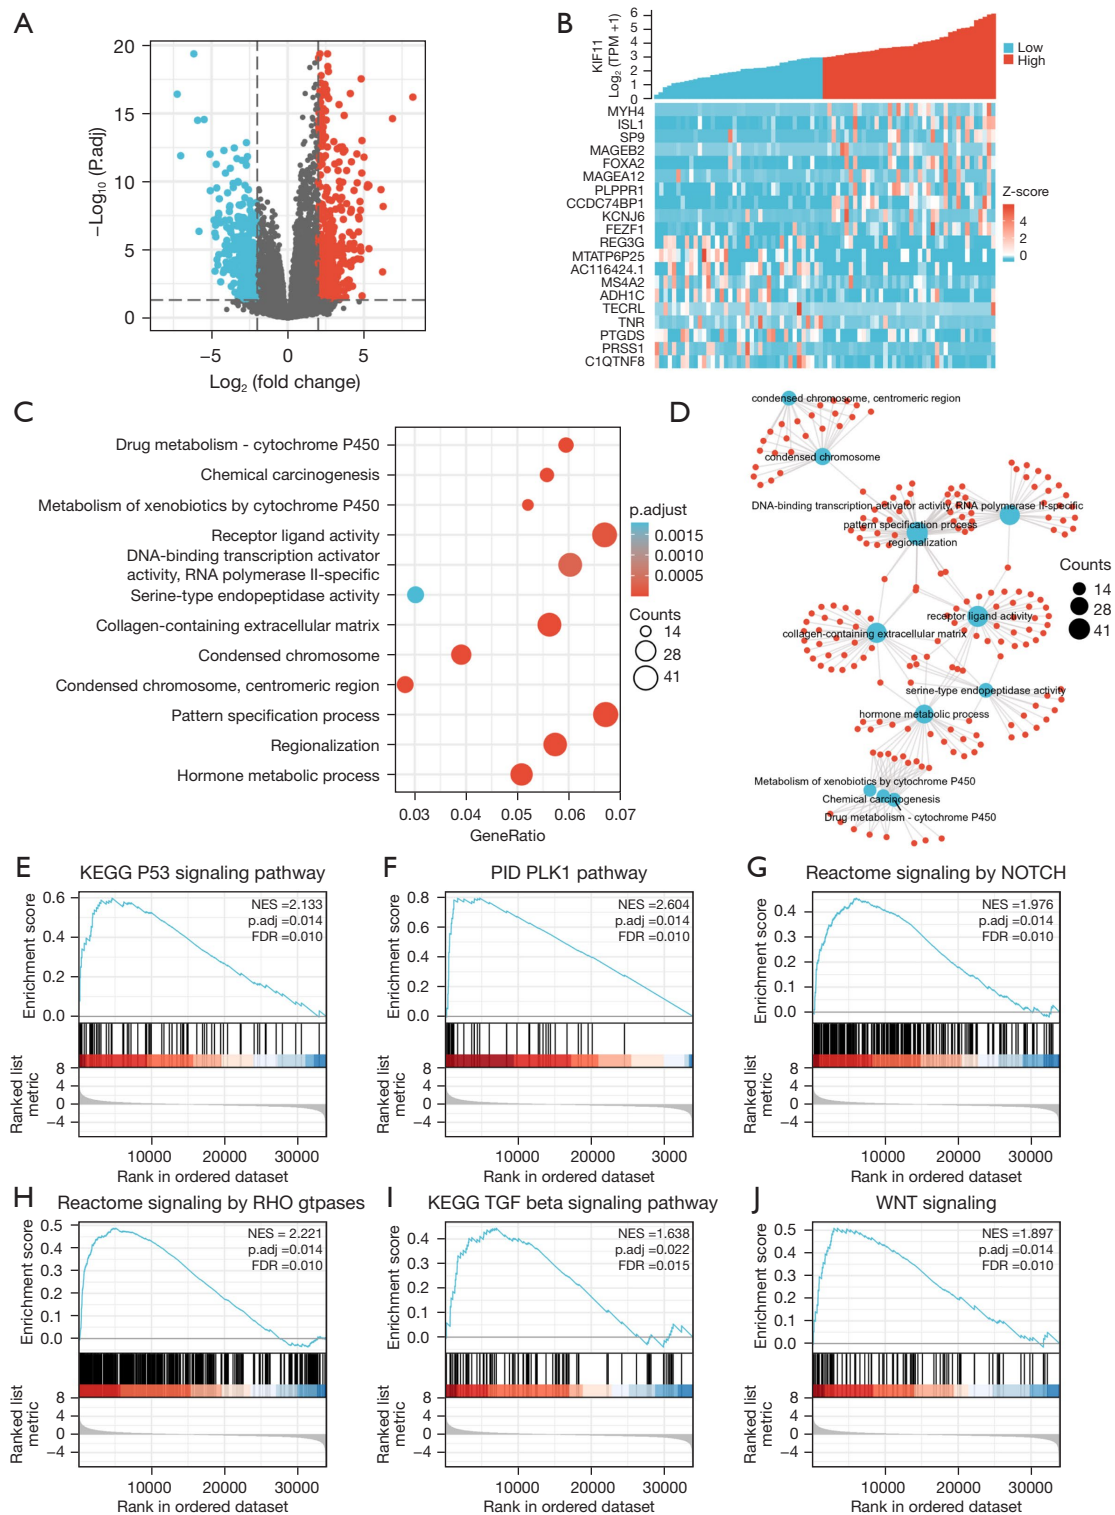 A
20
15
10
5
0
−Log₁₀ (P.adj)
−5
0
5
Log₂ (fold change)
B
KIF11
Log₂ (TPM +1)
6
5
4
3
2
1
0
Low
High
MYH4
ISL1
SP9
MAGEB2
FOXA2
MAGEA12
PLPPR1
CCDC74BP1
KCNJ6
FEZF1
REG3G
MTATP6P25
AC116424.1
MS4A2
ADH1C
TECRL
TNR
PTGDS
PRSS1
C1QTNF8
Z-score
4
2
0
C
Drug metabolism - cytochrome P450
Chemical carcinogenesis
Metabolism of xenobiotics by cytochrome P450
Receptor ligand activity
DNA-binding transcription activator
activity, RNA polymerase II-specific
Serine-type endopeptidase activity
Collagen-containing extracellular matrix
Condensed chromosome
Condensed chromosome, centromeric region
Pattern specification process
Regionalization
Hormone metabolic process
0.03
0.04
0.05
0.06
0.07
GeneRatio
p.adjust
0.0015
0.0010
0.0005
Counts
14
28
41
D
condensed chromosome, centromeric region
condensed chromosome
DNA-binding transcription activator activity, RNA polymerase II-specific
pattern specification process
regionalization
receptor ligand activity
collagen-containing extracellular matrix
serine-type endopeptidase activity
hormone metabolic process
Metabolism of xenobiotics by cytochrome P450
Chemical carcinogenesis
Drug metabolism - cytochrome P450
Counts
14
28
41
E
KEGG P53 signaling pathway
NES =2.133
p.adj =0.014
FDR =0.010
Enrichment score
0.6
0.4
0.2
0.0
Ranked list
metric
8
4
0
−4
10000
20000
30000
Rank in ordered dataset
F
PID PLK1 pathway
NES =2.604
p.adj =0.014
FDR =0.010
Enrichment score
0.8
0.6
0.4
0.2
0.0
Ranked list
metric
8
4
0
−4
10000
20000
30000
Rank in ordered dataset
G
Reactome signaling by NOTCH
NES =1.976
p.adj =0.014
FDR =0.010
Enrichment score
0.4
0.3
0.2
0.1
0.0
Ranked list
metric
8
4
0
−4
10000
20000
30000
Rank in ordered dataset
H
Reactome signaling by RHO gtpases
NES = 2.221
p.adj =0.014
FDR =0.010
Enrichment score
0.5
0.4
0.3
0.2
0.1
0.0
Ranked list
metric
8
4
0
−4
10000
20000
30000
Rank in ordered dataset
I
KEGG TGF beta signaling pathway
NES =1.638
p.adj =0.022
FDR =0.015
Enrichment score
0.4
0.3
0.2
0.1
0.0
Ranked list
metric
8
4
0
−4
10000
20000
30000
Rank in ordered dataset
J
WNT signaling
NES =1.897
p.adj =0.014
FDR =0.010
Enrichment score
0.5
0.4
0.3
0.2
0.1
0.0
Ranked list
metric
8
4
0
−4
10000
20000
30000
Rank in ordered dataset